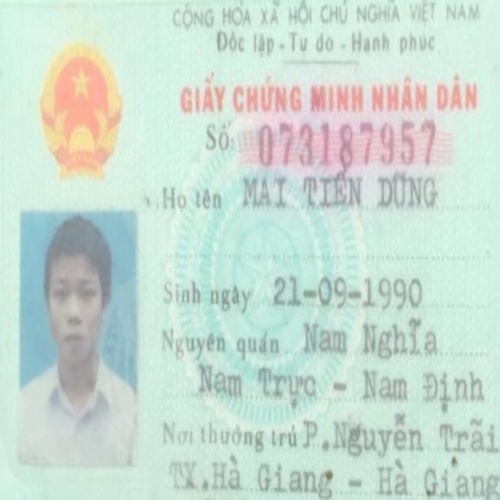 CỘNG HÒA XÃ HỘI CHỦ NGHĨA VIỆT NAM
Độc lập - Tự do - Hạnh phúc
GIẤY CHỨNG MINH NHÂN DÂN
Số: 073187957
Họ tên MAI TIẾN DŨNG
Sinh ngày 21-09-1990
Nguyên quán Nam Nghĩa
Nam Trực - Nam Định
Nơi thường trú P.Nguyễn Trãi
TX.Hà Giang - Hà Giang